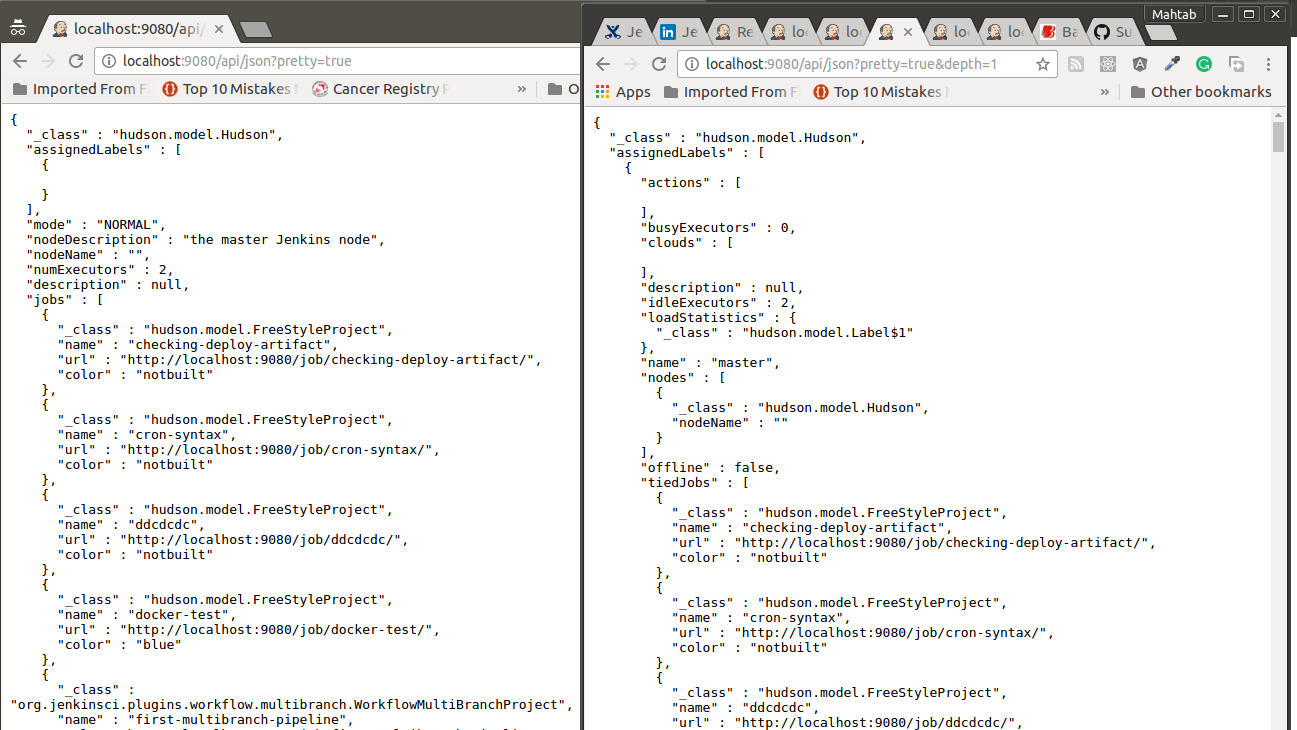 Mahtab
localhost:9080/api/
localhost:9080/api/json?pretty=true
Imported From F
Top 10 Mistakes
Cancer Registry
»
O
{
"_class" : "hudson.model.Hudson",
"assignedLabels" : [
{
}
],
"mode" : "NORMAL",
"nodeDescription" : "the master Jenkins node",
"nodeName" : "",
"numExecutors" : 2,
"description" : null,
"jobs" : [
{
"_class" : "hudson.model.FreeStyleProject",
"name" : "checking-deploy-artifact",
"url" : "http://localhost:9080/job/checking-deploy-artifact/",
"color" : "notbuilt"
},
{
"_class" : "hudson.model.FreeStyleProject",
"name" : "cron-syntax",
"url" : "http://localhost:9080/job/cron-syntax/",
"color" : "notbuilt"
},
{
"_class" : "hudson.model.FreeStyleProject",
"name" : "ddcdcdc",
"url" : "http://localhost:9080/job/ddcdcdc/",
"color" : "notbuilt"
},
{
"_class" : "hudson.model.FreeStyleProject",
"name" : "docker-test",
"url" : "http://localhost:9080/job/docker-test/",
"color" : "blue"
},
{
"_class" :
"org.jenkinsci.plugins.workflow.multibranch.WorkflowMultiBranchProject",
"name" : "first-multibranch-pipeline",
Je
Je
Re
loc
loc
loc
loc
Ba
Su
localhost:9080/api/json?pretty=true&depth=1
Apps
Imported From F
Top 10 Mistakes
»
Other bookmarks
{
"_class" : "hudson.model.Hudson",
"assignedLabels" : [
{
"actions" : [
],
"busyExecutors" : 0,
"clouds" : [
],
"description" : null,
"idleExecutors" : 2,
"loadStatistics" : {
"_class" : "hudson.model.Label$1"
},
"name" : "master",
"nodes" : [
{
"_class" : "hudson.model.Hudson",
"nodeName" : ""
}
],
"offline" : false,
"tiedJobs" : [
{
"_class" : "hudson.model.FreeStyleProject",
"name" : "checking-deploy-artifact",
"url" : "http://localhost:9080/job/checking-deploy-artifact/",
"color" : "notbuilt"
},
{
"_class" : "hudson.model.FreeStyleProject",
"name" : "cron-syntax",
"url" : "http://localhost:9080/job/cron-syntax/",
"color" : "notbuilt"
},
{
"_class" : "hudson.model.FreeStyleProject",
"name" : "ddcdcdc",
"url" : "http://localhost:9080/job/ddcdcdc/",